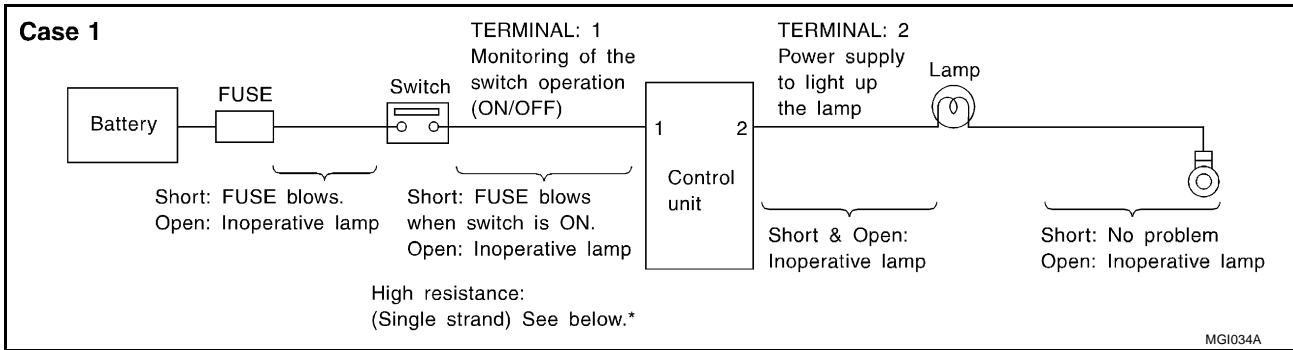 Case 1
Battery
FUSE
Switch
TERMINAL: 1
Monitoring of the
switch operation
(ON/OFF)
TERMINAL: 2
Power supply
to light up
the lamp
Lamp
1
2
Control
unit
Short: FUSE blows.
Open: Inoperative lamp
Short: FUSE blows
when switch is ON.
Open: Inoperative lamp
High resistance:
(Single strand) See below.*
Short & Open:
Inoperative lamp
Short: No problem
Open: Inoperative lamp
MGI034A